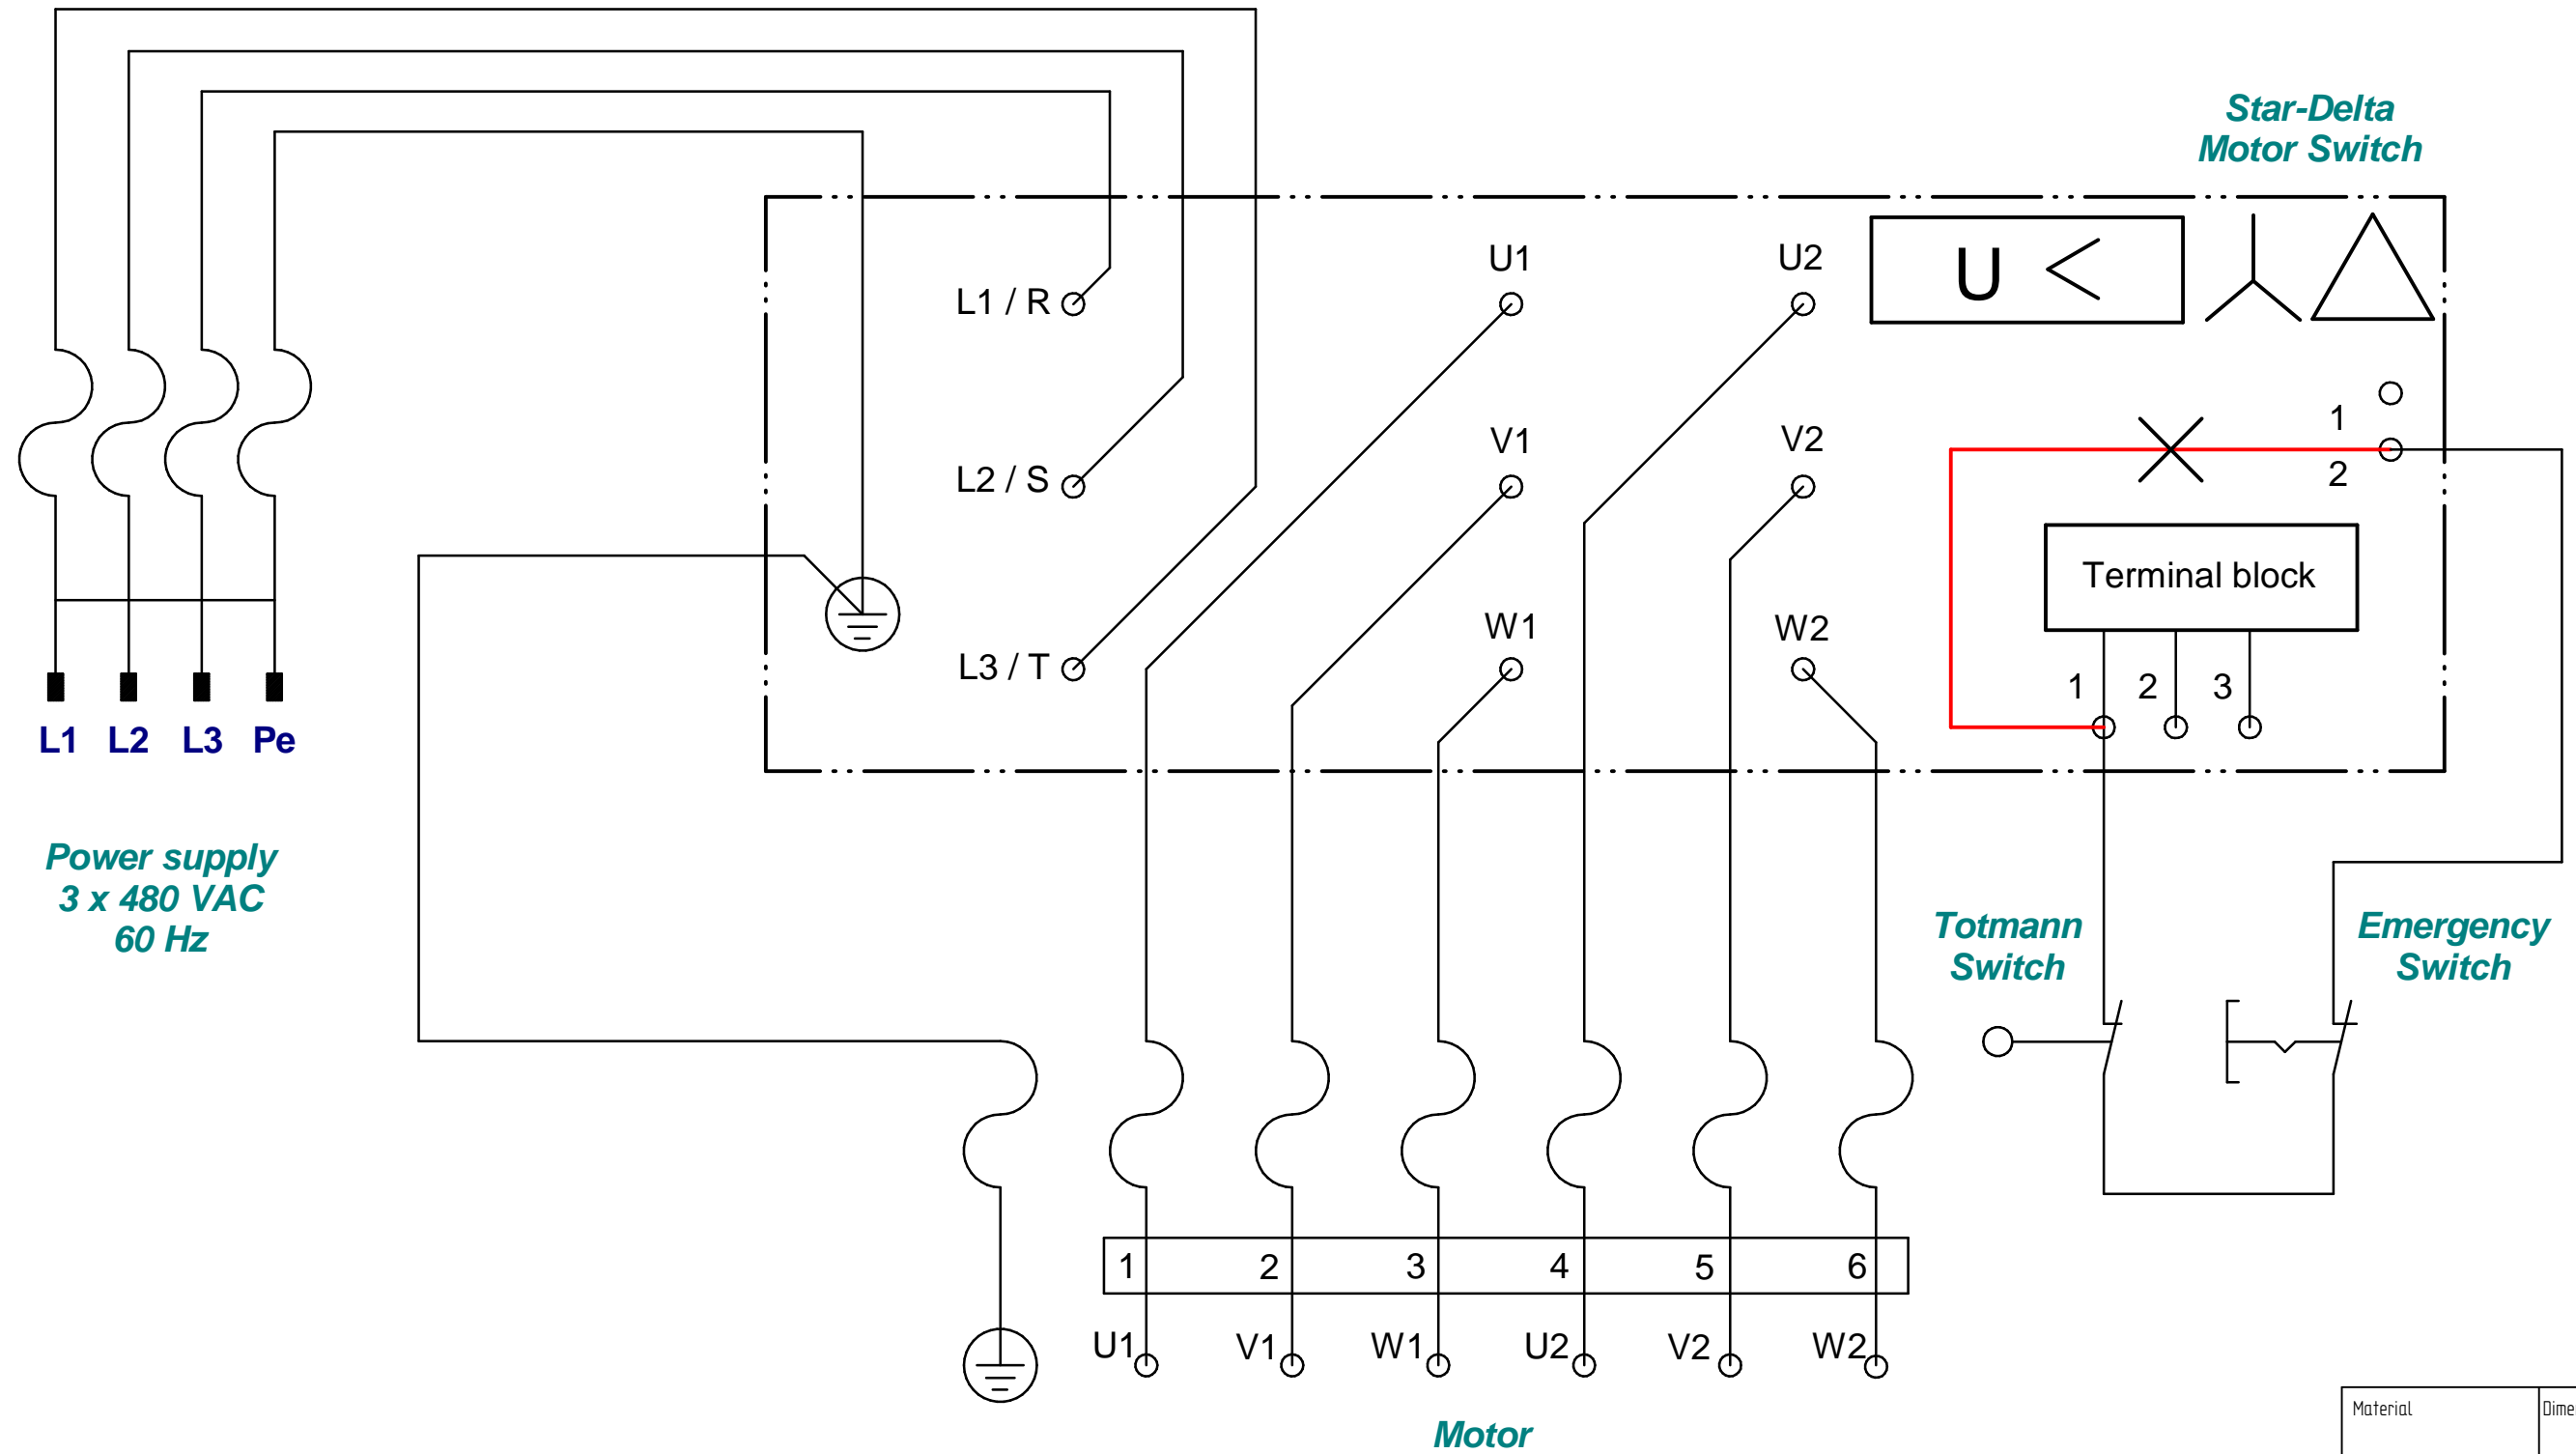 Star-Delta
Motor Switch
U1
U2
U <
L1 / R
1
V1
V2
L2 / S
2
Terminal block
W1
W2
L3 / T
1 2 3
L1 L2 L3 Pe
Power supply
3 x 480 VAC
60 Hz
Totmann
Switch
Emergency
Switch
1 2 3 4 5 6
U1 V1 W1 U2 V2 W2
Motor
Material
Dime